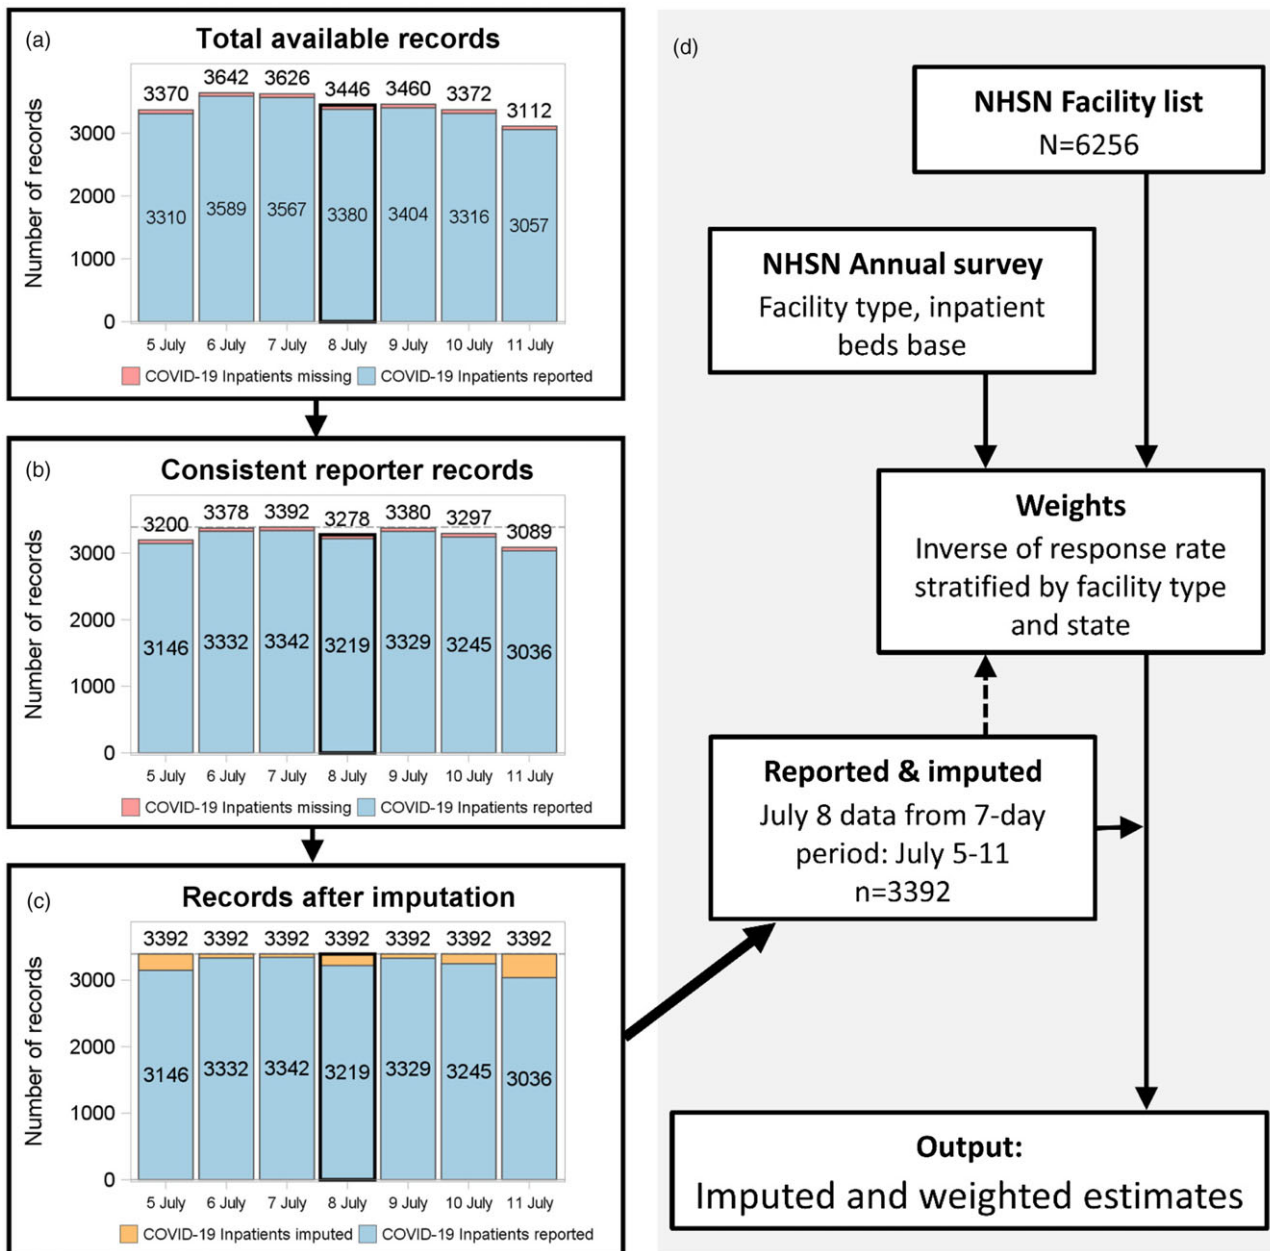 (a)
Total available records
Number of records
3000
2000
1000
0
3370 3642 3626 3446 3460 3372 3112
3310 3589 3567 3380 3404 3316 3057
5 July 6 July 7 July 8 July 9 July 10 July 11 July
COVID-19 Inpatients missing COVID-19 Inpatients reported
(b)
Consistent reporter records
Number of records
3000
2000
1000
0
3200 3378 3392 3278 3380 3297 3089
3146 3332 3342 3219 3329 3245 3036
5 July 6 July 7 July 8 July 9 July 10 July 11 July
COVID-19 Inpatients missing COVID-19 Inpatients reported
(c)
Records after imputation
Number of records
3000
2000
1000
0
3392 3392 3392 3392 3392 3392 3392
3146 3332 3342 3219 3329 3245 3036
5 July 6 July 7 July 8 July 9 July 10 July 11 July
COVID-19 Inpatients imputed COVID-19 Inpatients reported
(d)
NHSN Facility list
N=6256
NHSN Annual survey
Facility type, inpatient
beds base
Weights
Inverse of response rate
stratified by facility type
and state
Reported & imputed
July 8 data from 7-day
period: July 5-11
n=3392
Output:
Imputed and weighted estimates